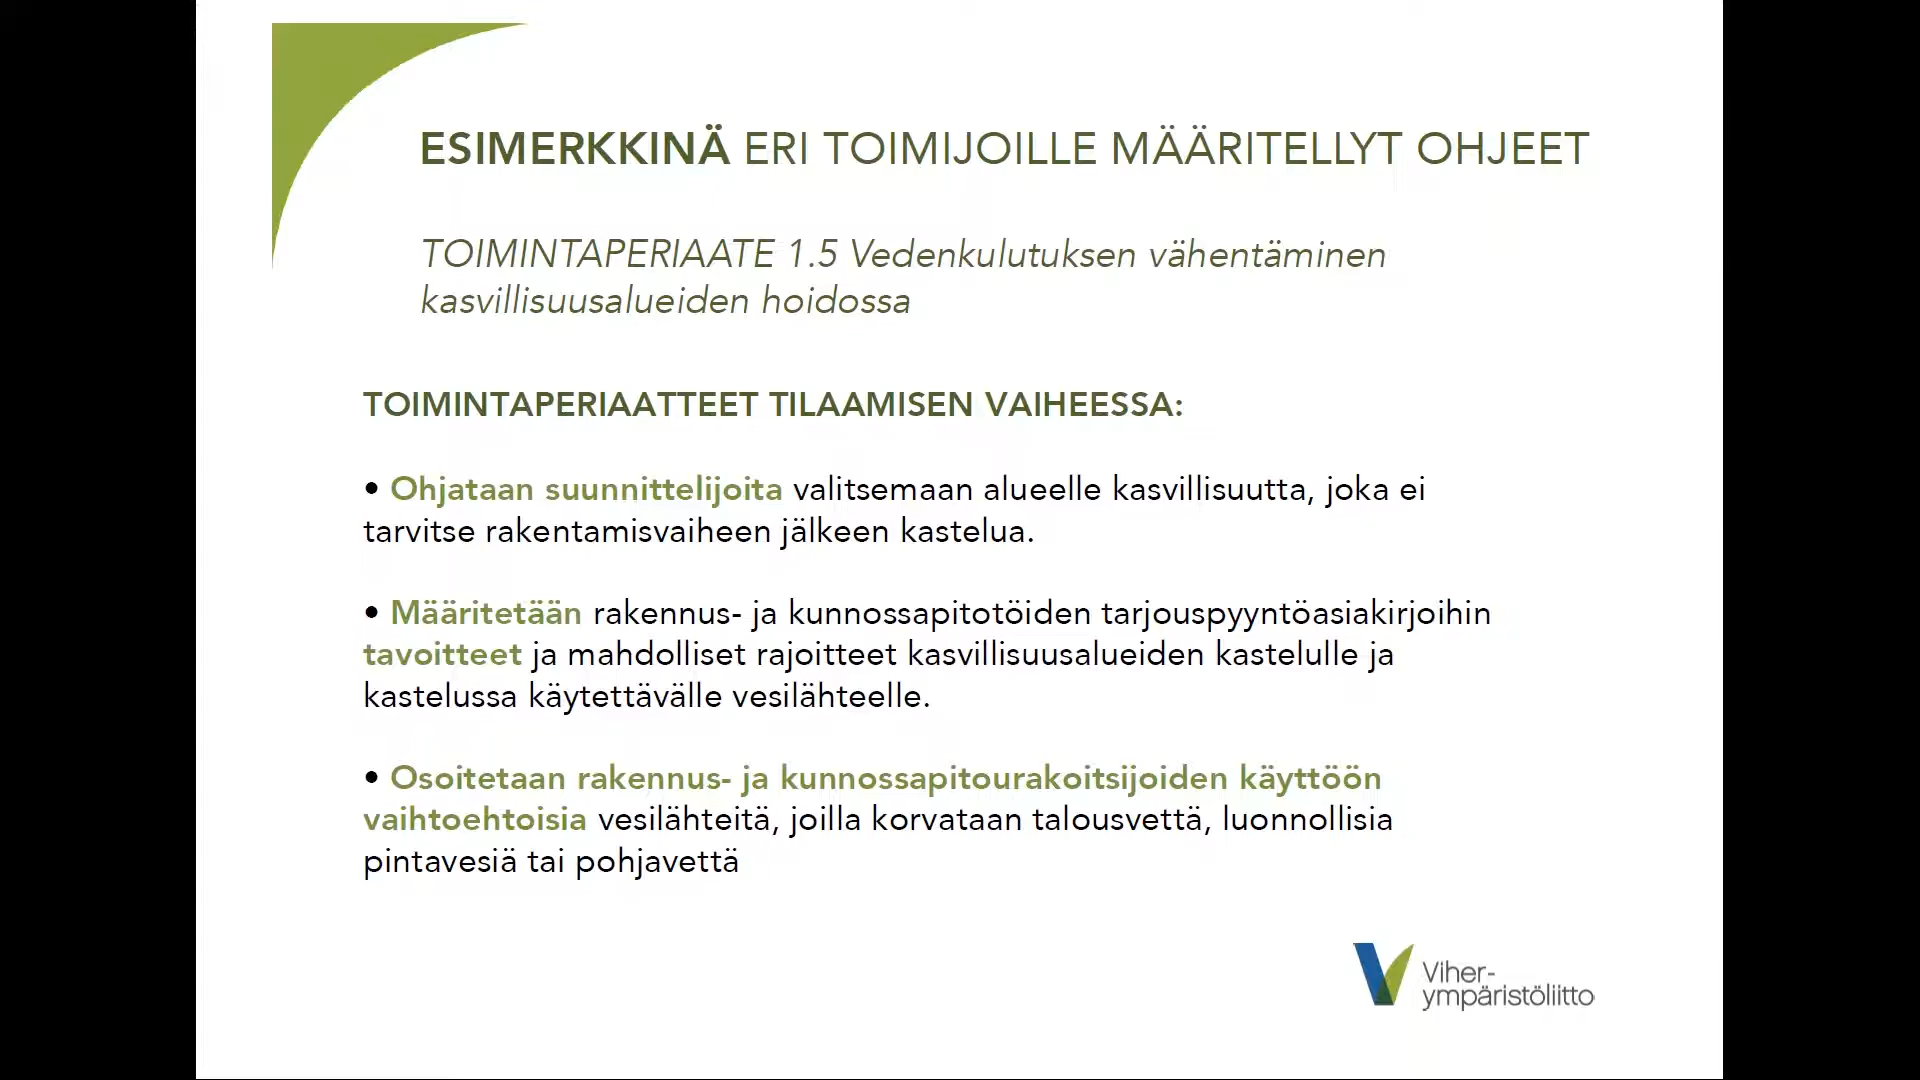 ESIMERKKINÄ ERI TOIMIJOILLE MÄÄRITELLYT OHJEET
TOIMINTAPERIAATE 1.5 Vedenkulutuksen vähentäminen
kasvillisuusalueiden hoidossa
TOIMINTAPERIAATTEET TILAAMISEN VAIHEESSA:
• Ohjataan suunnittelijoita valitsemaan alueelle kasvillisuutta, joka ei
tarvitse rakentamisvaiheen jälkeen kastelua.
• Määritetään rakennus- ja kunnossapitotöiden tarjouspyyntöasiakirjoihin
tavoitteet ja mahdolliset rajoitteet kasvillisuusalueiden kastelulle ja
kastelussa käytettävälle vesilähteelle.
• Osoitetaan rakennus- ja kunnossapitourakoitsijoiden käyttöön
vaihtoehtoisia vesilähteitä, joilla korvataan talousvettä, luonnollisia
pintavesiä tai pohjavettä
Viher-
ympäristöliitto